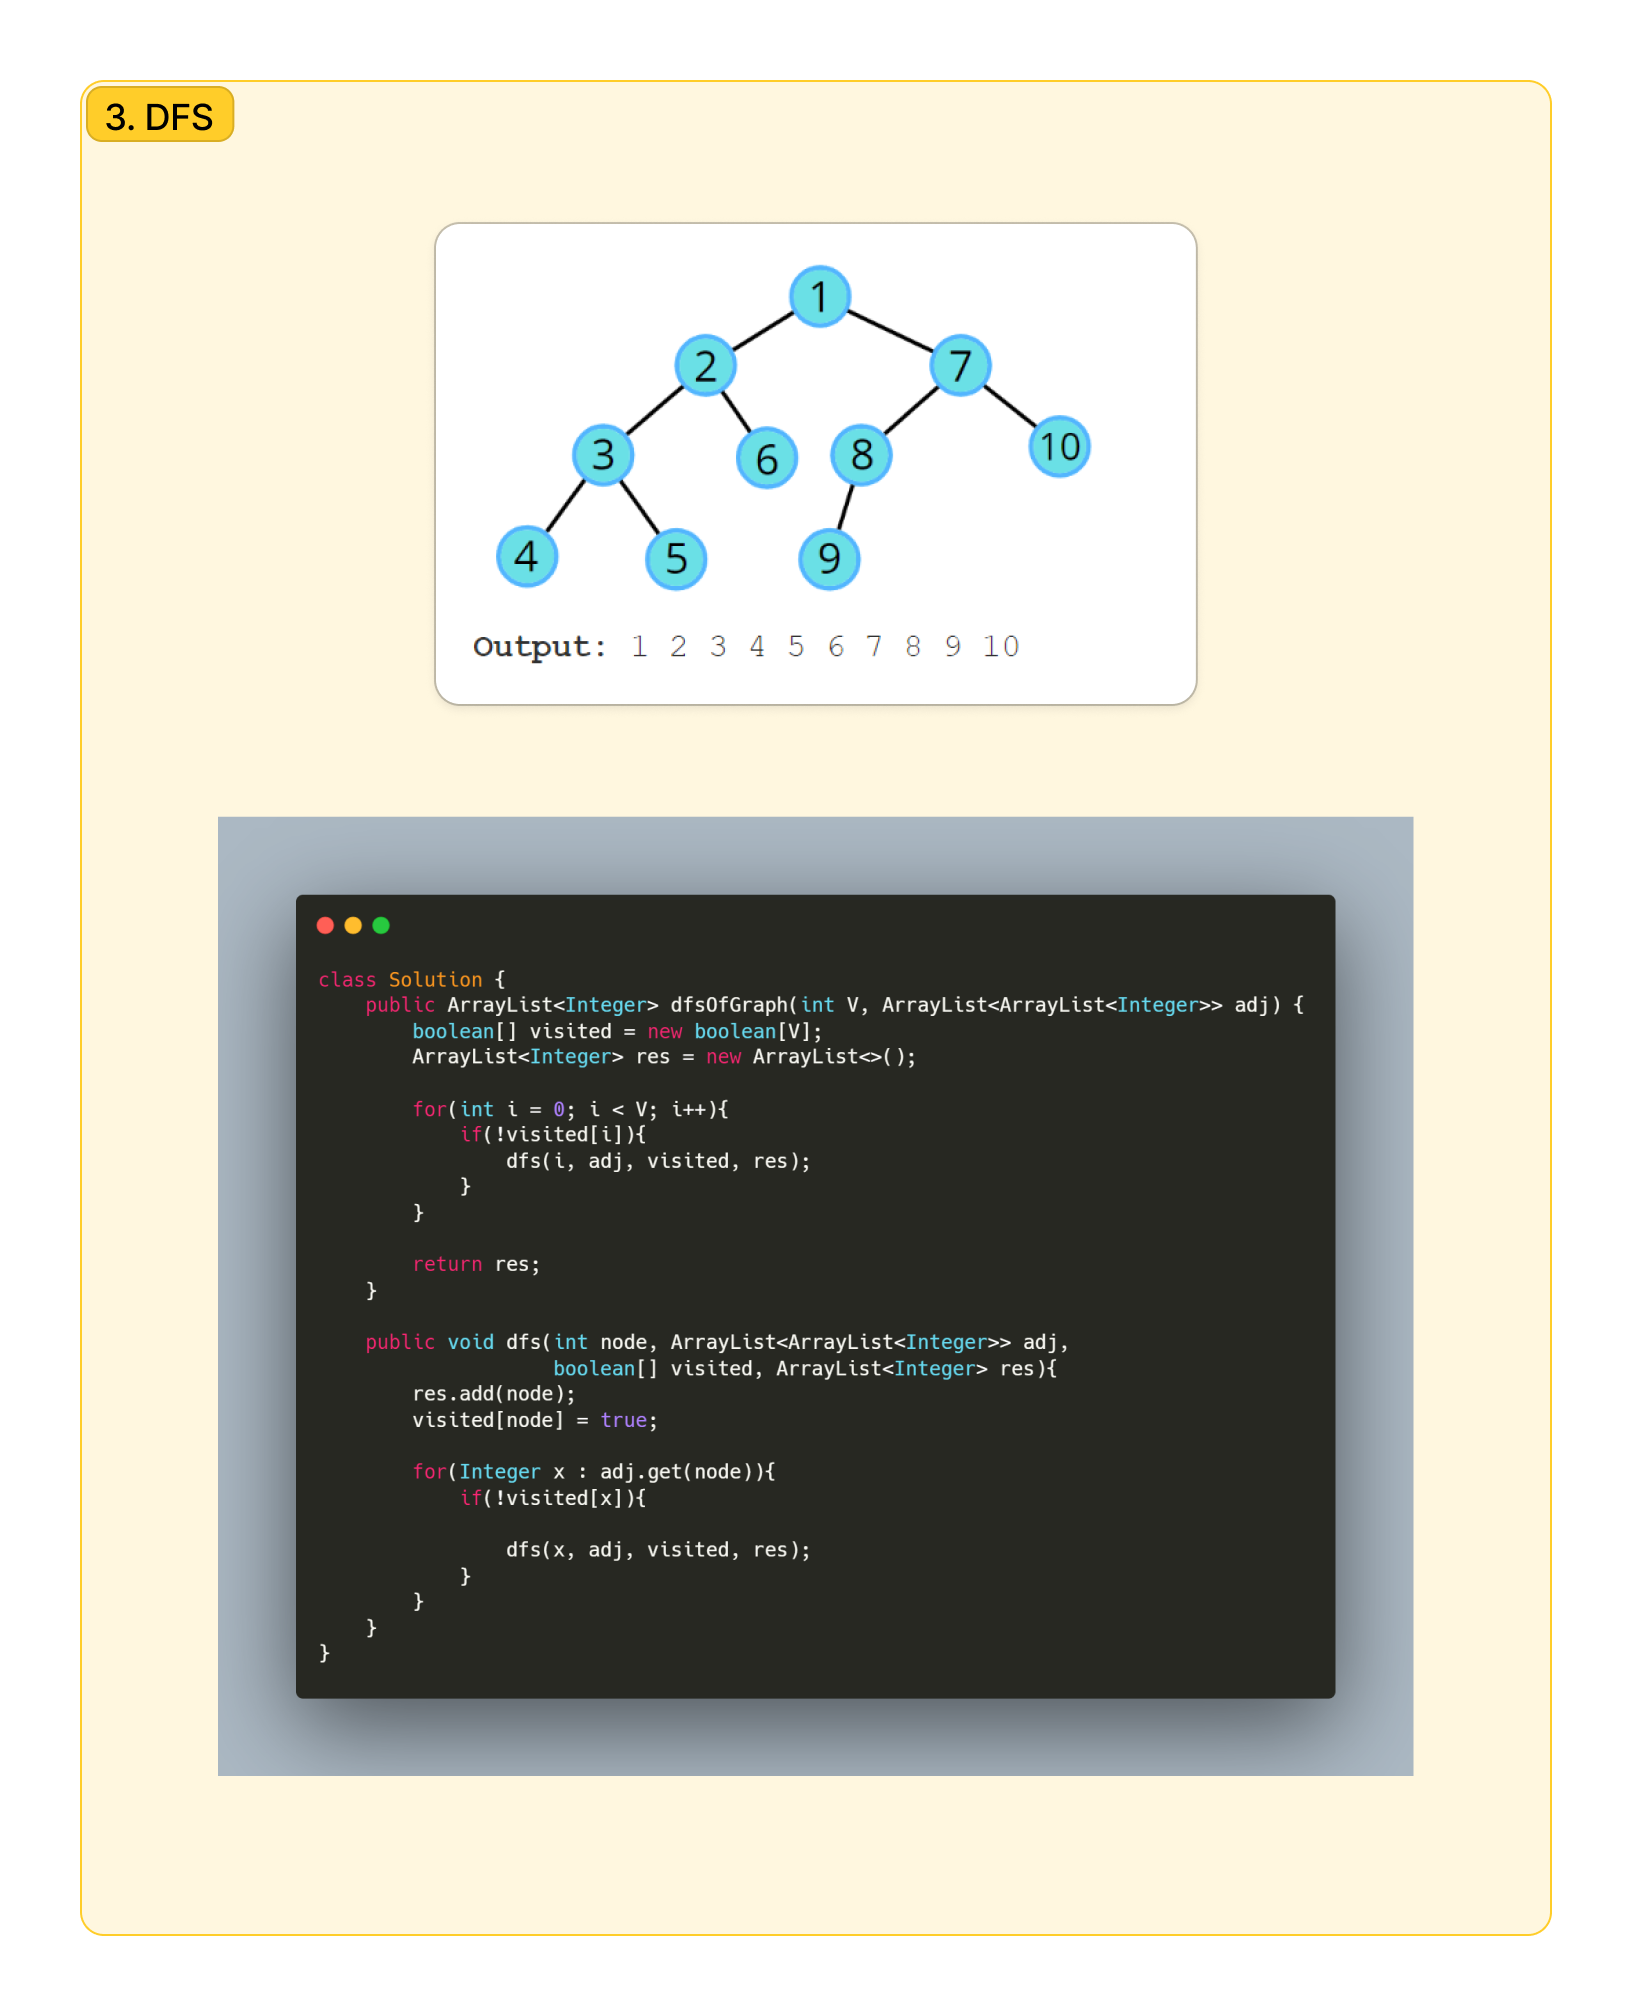 3. DFS
1
2
7
3
6
8
10
4
5
9
Output: 1 2 3 4 5 6 7 8 9 10
class Solution {
    public ArrayList<Integer> dfsOfGraph(int V, ArrayList<ArrayList<Integer>> adj) {
        boolean[] visited = new boolean[V];
        ArrayList<Integer> res = new ArrayList<>();
        for(int i = 0; i < V; i++){
            if(!visited[i]){
                dfs(i, adj, visited, res);
            }
        }
        return res;
    }
    public void dfs(int node, ArrayList<ArrayList<Integer>> adj,
                    boolean[] visited, ArrayList<Integer> res){
        res.add(node);
        visited[node] = true;
        for(Integer x : adj.get(node)){
            if(!visited[x]){
                dfs(x, adj, visited, res);
            }
        }
    }
}